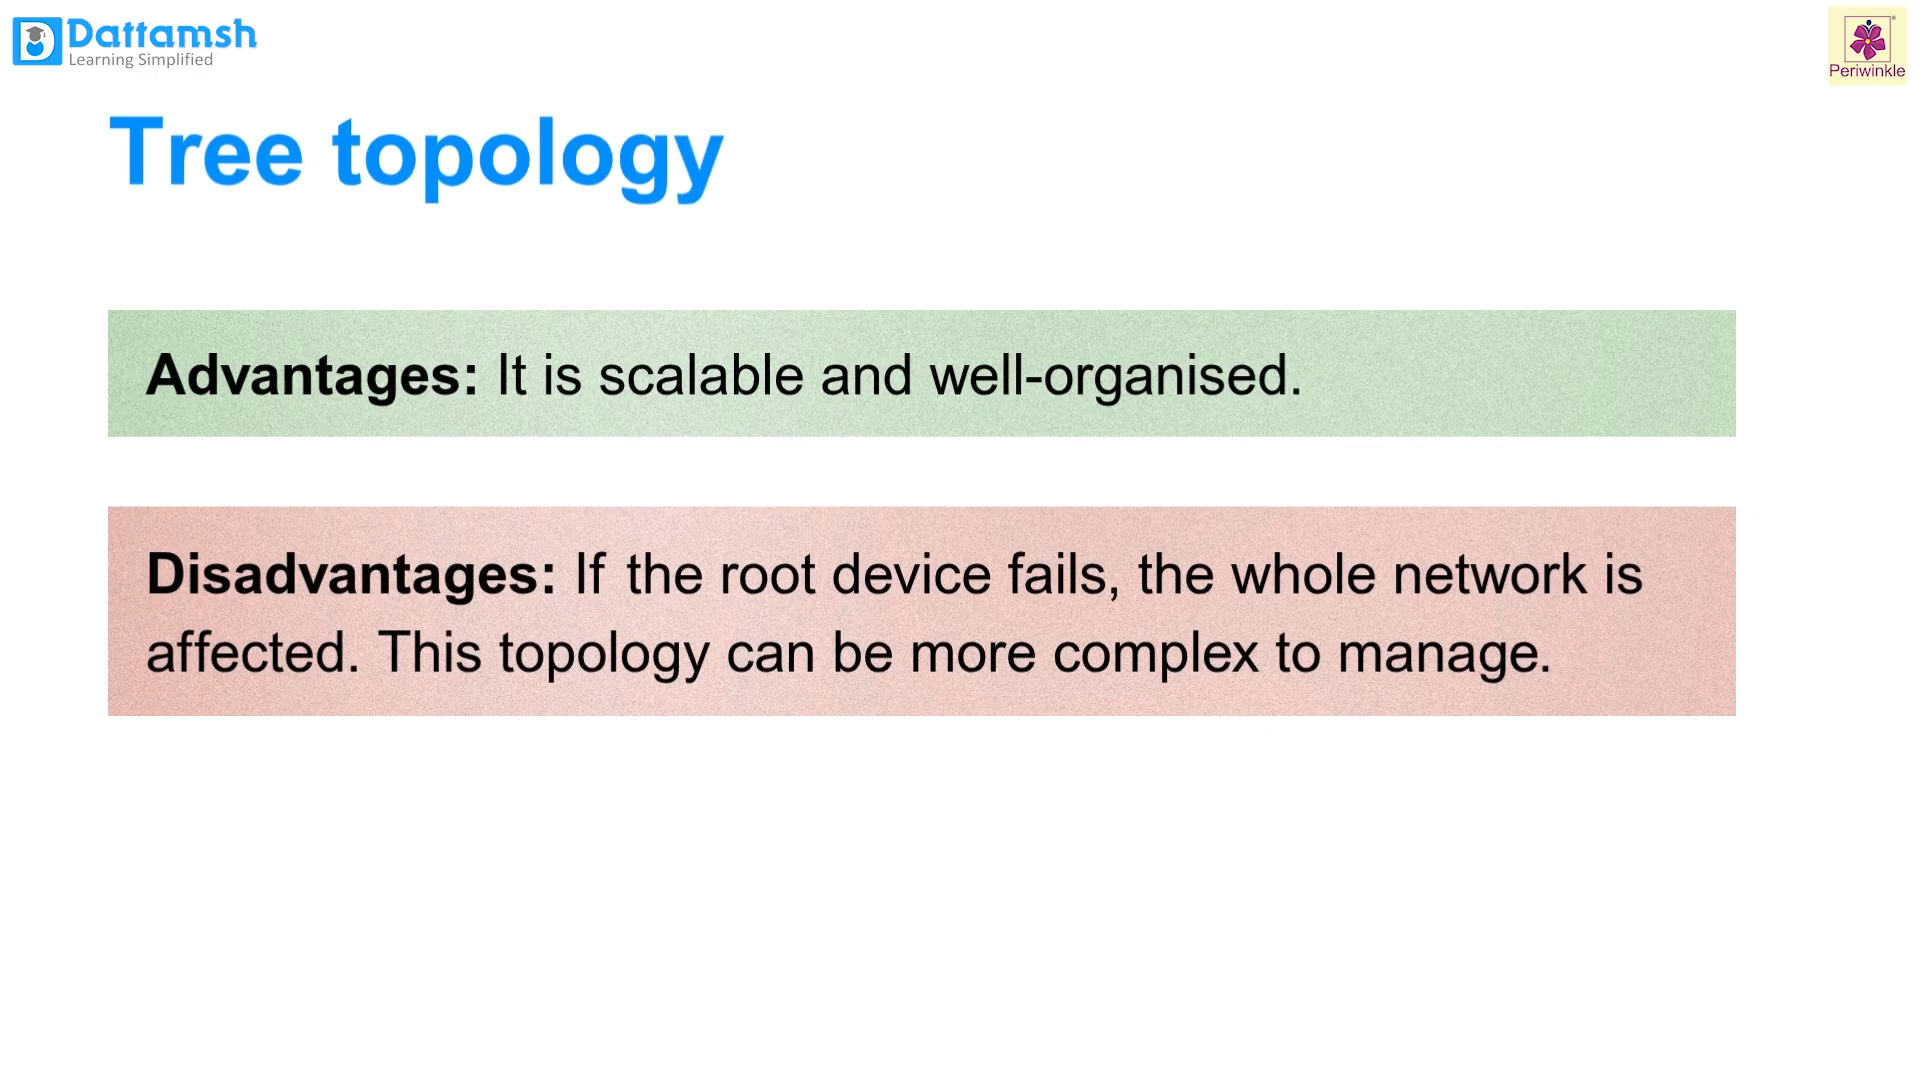 Dattamsh
Learning Simplified
Periwinkle
Tree topology
Advantages: It is scalable and well-organised.
Disadvantages: If the root device fails, the whole network is
affected. This topology can be more complex to manage.